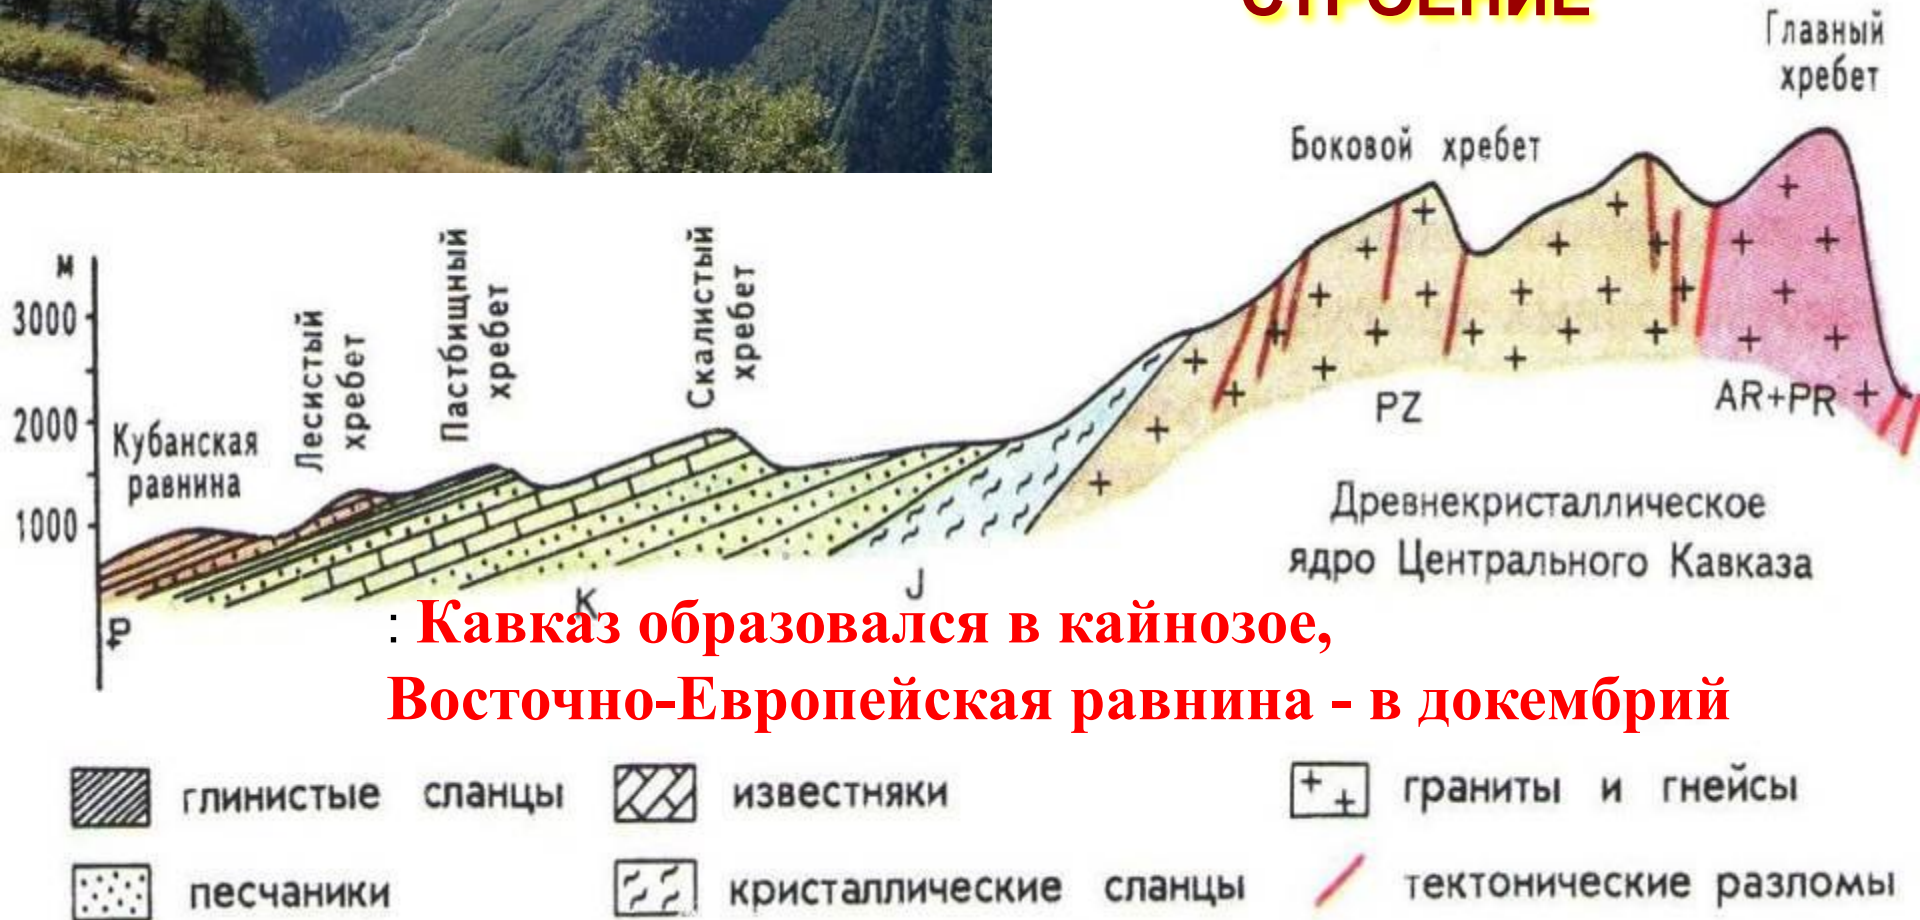 СТРОЕНИЕ
Главный
хребет
Боковой хребет
м
3000
2000
1000
Кубанская
равнина
Лесистый
хребет
Пастбищный
хребет
Скалистый
хребет
PZ
AR+PR
Древнекристаллическое
ядро Центрального Кавказа
J
K
₽
: Кавказ образовался в кайнозое,
Восточно-Европейская равнина - в докембрий
глинистые сланцы
известняки
граниты и гнейсы
песчаники
кристаллические сланцы
тектонические разломы